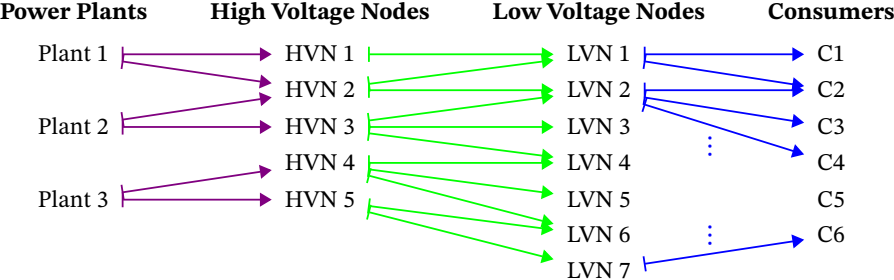 Power Plants High Voltage Nodes Low Voltage Nodes Consumers
Plant 1 HVN 1 LVN 1 C1
HVN 2 LVN 2 C2
Plant 2 HVN 3 LVN 3 C3
HVN 4 LVN 4 C4
Plant 3 HVN 5 LVN 5 C5
LVN 6 C6
LVN 7